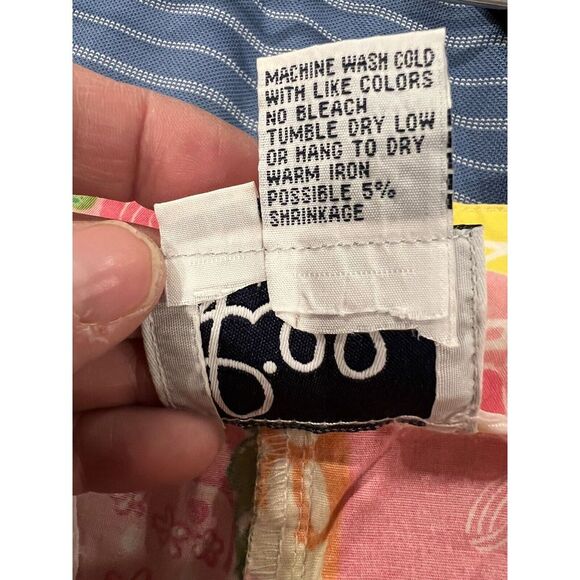 MACHINE WASH COLD
WITH LIKE COLORS
NO BLEACH
TUMBLE DRY LOW
OR HANG TO DRY
WARM IRON
POSSIBLE 5%
SHRINKAGE